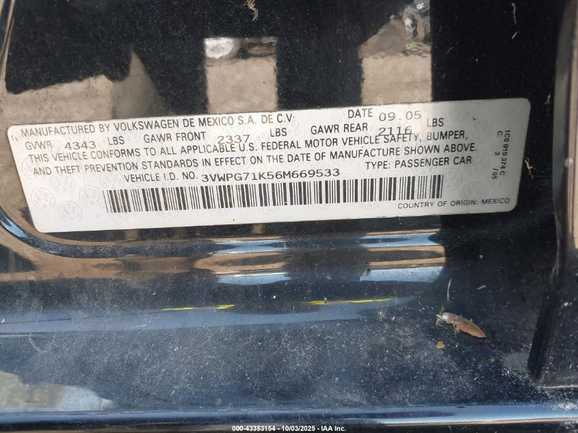 MANUFACTURED BY VOLKSWAGEN DE MEXICO S.A. DE C.V. DATE 09.05
GVWR 4343 LBS GAWR FRONT 2337 LBS GAWR REAR 2116 LBS
THIS VEHICLE CONFORMS TO ALL APPLICABLE U.S. FEDERAL MOTOR VEHICLE SAFETY, BUMPER,
AND THEFT PREVENTION STANDARDS IN EFFECT ON THE DATE OF MANUFACTURE SHOWN ABOVE.
VEHICLE I.D. NO. 3VWPG71K56M669533 TYPE: PASSENGER CAR
COUNTRY OF ORIGIN: MEXICO
000-43353154 - 10/03/2025 - IAA Inc.